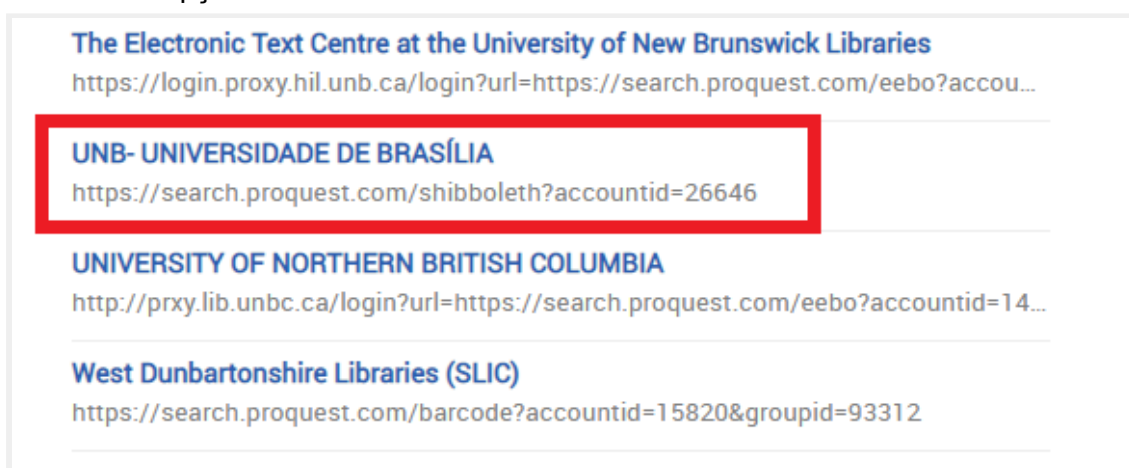 The Electronic Text Centre at the University of New Brunswick Libraries
https://login.proxy.hil.unb.ca/login?url=https://search.proquest.com/eebo?accou...
UNB- UNIVERSIDADE DE BRASÍLIA
https://search.proquest.com/shibboleth?accountid=26646
UNIVERSITY OF NORTHERN BRITISH COLUMBIA
http://prxy.lib.unbc.ca/login?url=https://search.proquest.com/eebo?accountid=14...
West Dunbartonshire Libraries (SLIC)
https://search.proquest.com/barcode?accountid=15820&groupid=93312